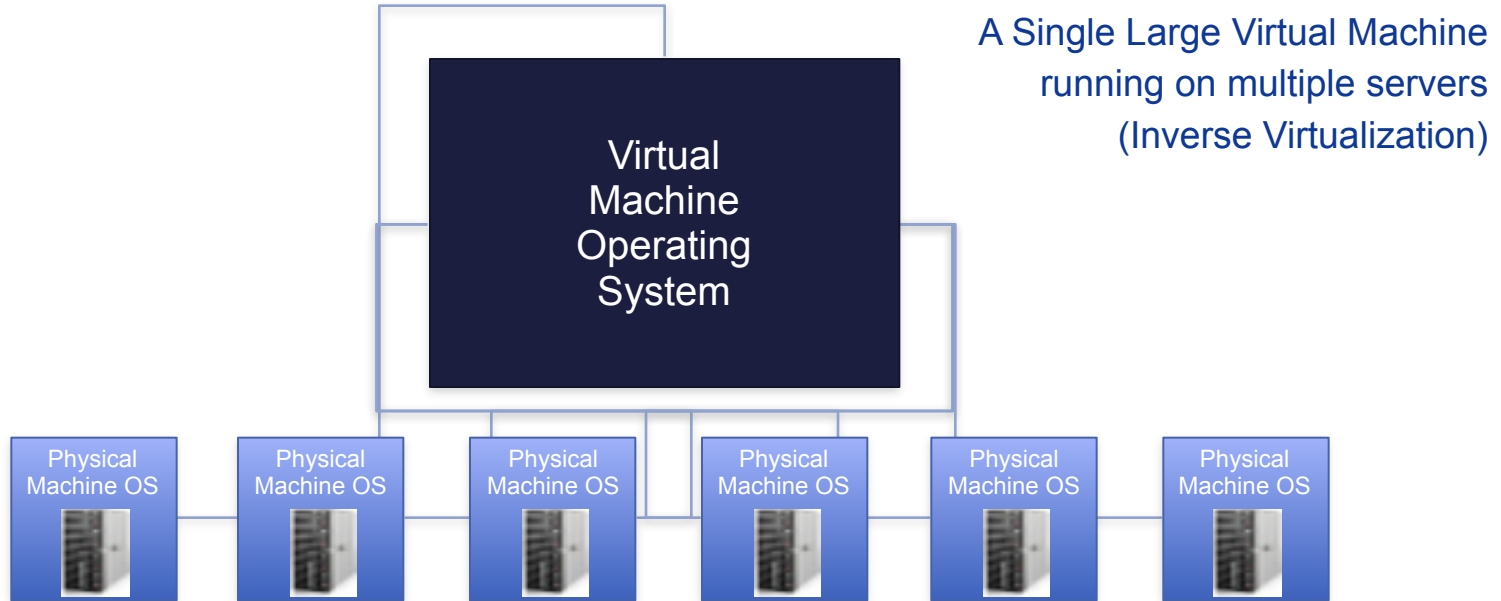 A Single Large Virtual Machine
running on multiple servers
(Inverse Virtualization)
Virtual
Machine
Operating
System
Physical
Machine OS
Physical
Machine OS
Physical
Machine OS
Physical
Machine OS
Physical
Machine OS
Physical
Machine OS